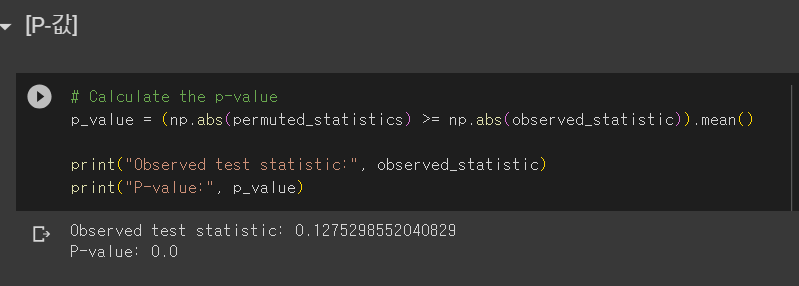 [P-값]
# Calculate the p-value
p_value = (np.abs(permuted_statistics) >= np.abs(observed_statistic)).mean()
print("Observed test statistic:", observed_statistic)
print("P-value:", p_value)
Observed test statistic: 0.1275298552040829
P-value: 0.0